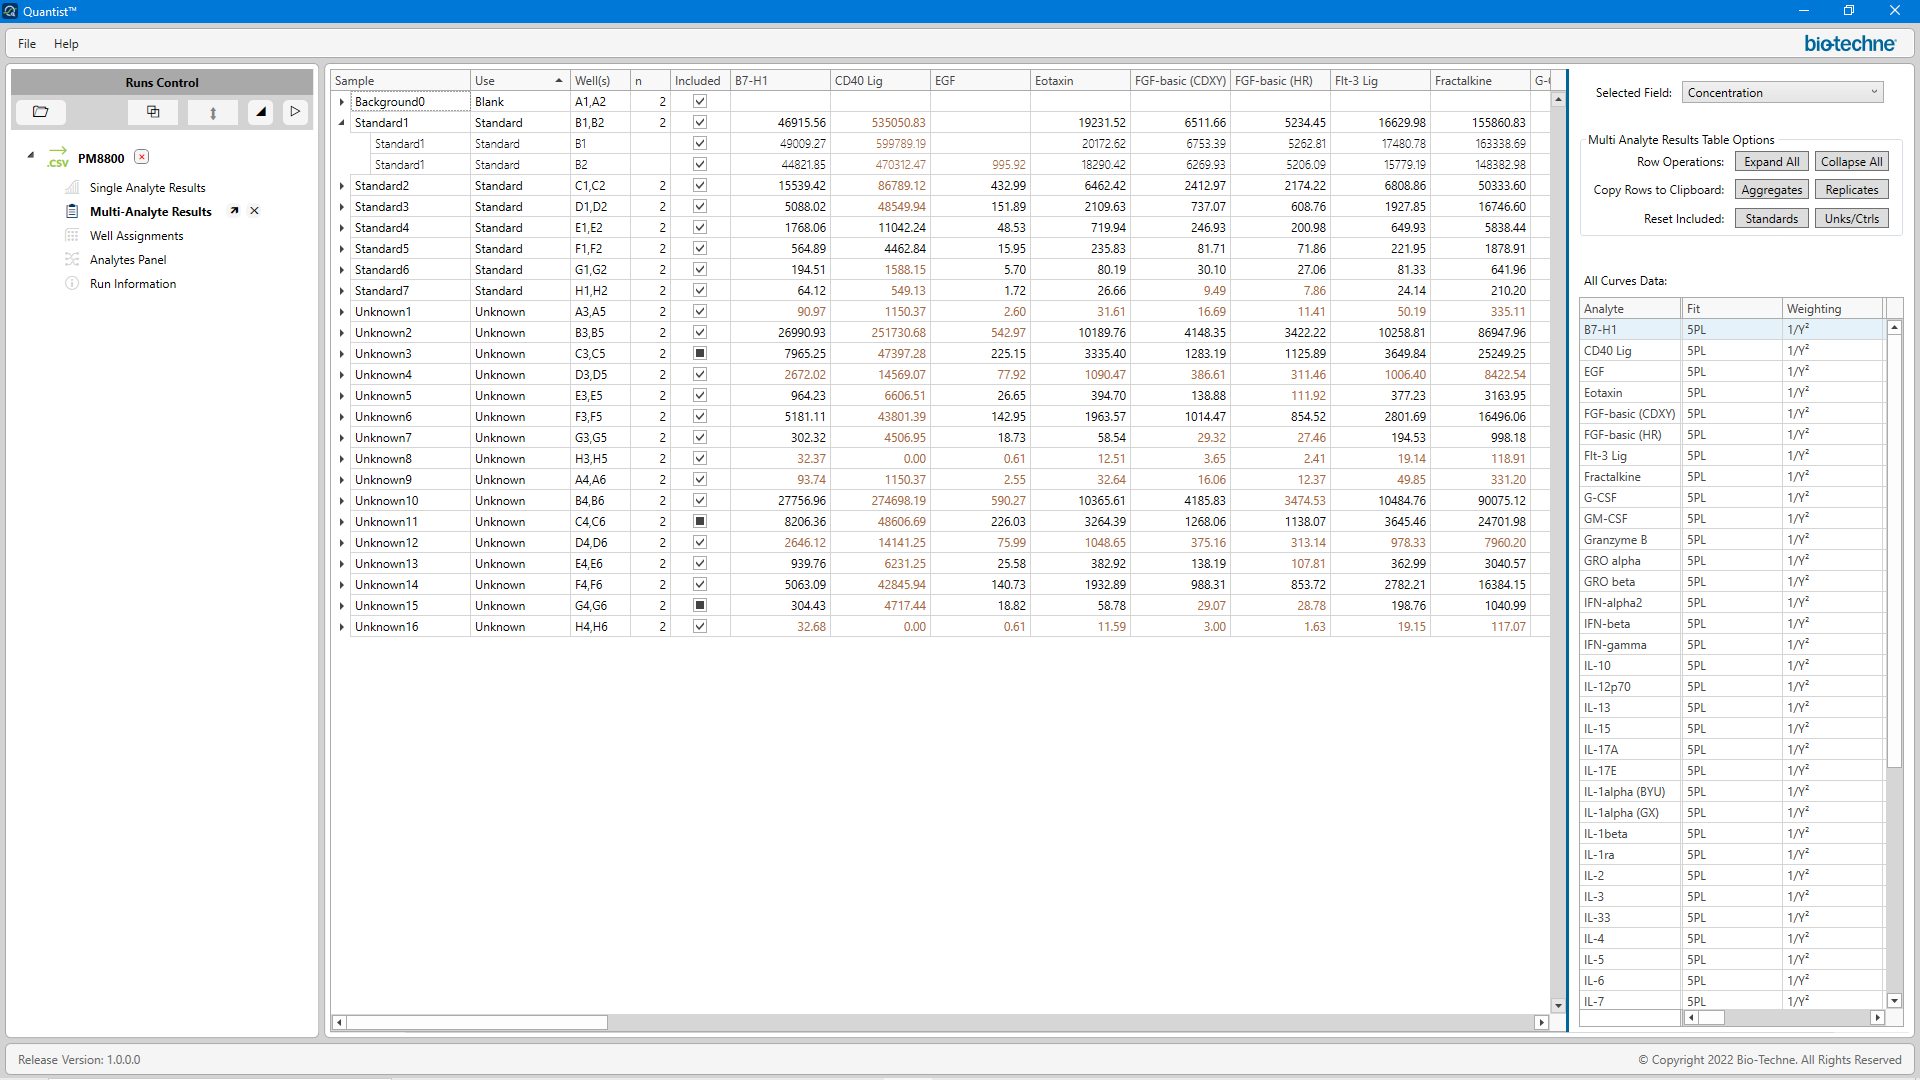 Quantist™
File Help
bio-techne
Runs Control
.CSV PM8800
Single Analyte Results
Multi-Analyte Results
Well Assignments
Analytes Panel
Run Information
Sample Use Well(s) n Included B7-H1 CD40 Lig EGF Eotaxin FGF-basic (CDXY) FGF-basic (HR) Flt-3 Lig Fractalkine
Background0 Blank A1,A2 2
Standard1 Standard B1,B2 2 46915.56 535050.83 19231.52 6511.66 5234.45 16629.98 155860.83
Standard1 Standard B1 49009.27 599789.19 20172.62 6753.39 5262.81 17480.78 163338.69
Standard1 Standard B2 44821.85 470312.47 995.92 18290.42 6269.93 5206.09 15779.19 148382.98
Standard2 Standard C1,C2 2 15539.42 86789.12 432.99 6462.42 2412.97 2174.22 6808.86 50333.60
Standard3 Standard D1,D2 2 5088.02 48549.94 151.89 2109.63 737.07 608.76 1927.85 16746.60
Standard4 Standard E1,E2 2 1768.06 11042.24 48.53 719.94 246.93 200.98 649.93 5838.44
Standard5 Standard F1,F2 2 564.89 4462.84 15.95 235.83 81.71 71.86 221.95 1878.91
Standard6 Standard G1,G2 2 194.51 1588.15 5.70 80.19 30.10 27.06 81.33 641.96
Standard7 Standard H1,H2 2 64.12 549.13 1.72 26.66 9.49 7.86 24.14 210.20
Unknown1 Unknown A3,A5 2 90.97 1150.37 2.60 31.61 16.69 11.41 50.19 335.11
Unknown2 Unknown B3,B5 2 26990.93 251730.68 542.97 10189.76 4148.35 3422.22 10258.81 86947.96
Unknown3 Unknown C3,C5 2 7965.25 47397.28 225.15 3335.40 1283.19 1125.89 3649.84 25249.25
Unknown4 Unknown D3,D5 2 2672.02 14569.07 77.92 1090.47 386.61 311.46 1006.40 8422.54
Unknown5 Unknown E3,E5 2 964.23 6606.51 26.65 394.70 138.88 111.92 377.23 3163.95
Unknown6 Unknown F3,F5 2 5181.11 43801.39 142.95 1963.57 1014.47 854.52 2801.69 16496.06
Unknown7 Unknown G3,G5 2 302.32 4506.95 18.73 58.54 29.32 27.46 194.53 998.18
Unknown8 Unknown H3,H5 2 32.37 0.00 0.61 12.51 3.65 2.41 19.14 118.91
Unknown9 Unknown A4,A6 2 93.74 1150.37 2.55 32.64 16.06 12.37 49.85 331.20
Unknown10 Unknown B4,B6 2 27756.96 274698.19 590.27 10365.61 4185.83 3474.53 10484.76 90075.12
Unknown11 Unknown C4,C6 2 8206.36 48606.69 226.03 3264.39 1268.06 1138.07 3645.46 24701.98
Unknown12 Unknown D4,D6 2 2646.12 14141.25 75.99 1048.65 375.16 313.14 978.33 7960.20
Unknown13 Unknown E4,E6 2 939.76 6231.25 25.58 382.92 138.19 107.81 362.99 3040.57
Unknown14 Unknown F4,F6 2 5063.09 42845.94 140.73 1932.89 988.31 853.72 2782.21 16384.15
Unknown15 Unknown G4,G6 2 304.43 4717.44 18.82 58.78 29.07 28.78 198.76 1040.99
Unknown16 Unknown H4,H6 2 32.68 0.00 0.61 11.59 3.00 1.63 19.15 117.07
Selected Field: Concentration
Multi Analyte Results Table Options
Row Operations: Expand All Collapse All
Copy Rows to Clipboard: Aggregates Replicates
Reset Included: Standards Unks/Ctrls
All Curves Data:
Analyte Fit Weighting
B7-H1 5PL 1/Y²
CD40 Lig 5PL 1/Y²
EGF 5PL 1/Y²
Eotaxin 5PL 1/Y²
FGF-basic (CDXY) 5PL 1/Y²
FGF-basic (HR) 5PL 1/Y²
Flt-3 Lig 5PL 1/Y²
Fractalkine 5PL 1/Y²
G-CSF 5PL 1/Y²
GM-CSF 5PL 1/Y²
Granzyme B 5PL 1/Y²
GRO alpha 5PL 1/Y²
GRO beta 5PL 1/Y²
IFN-alpha2 5PL 1/Y²
IFN-beta 5PL 1/Y²
IFN-gamma 5PL 1/Y²
IL-10 5PL 1/Y²
IL-12p70 5PL 1/Y²
IL-13 5PL 1/Y²
IL-15 5PL 1/Y²
IL-17A 5PL 1/Y²
IL-17E 5PL 1/Y²
IL-1alpha (BYU) 5PL 1/Y²
IL-1alpha (GX) 5PL 1/Y²
IL-1beta 5PL 1/Y²
IL-1ra 5PL 1/Y²
IL-2 5PL 1/Y²
IL-3 5PL 1/Y²
IL-33 5PL 1/Y²
IL-4 5PL 1/Y²
IL-5 5PL 1/Y²
IL-6 5PL 1/Y²
IL-7 5PL 1/Y²
Release Version: 1.0.0.0
© Copyright 2022 Bio-Techne. All Rights Reserved